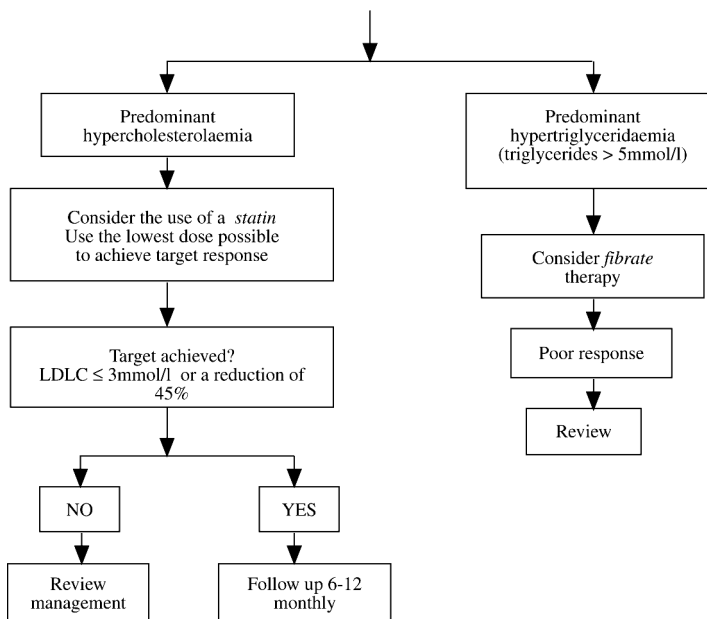 Predominant
hypercholesterolaemia
Predominant
hypertriglyceridaemia
(triglycerides > 5mmol/l)
Consider the use of a statin
Use the lowest dose possible
to achieve target response
Consider fibrate
therapy
Target achieved?
LDLC ≤ 3mmol/l or a reduction of
45%
Poor response
Review
NO
YES
Review
management
Follow up 6-12
monthly